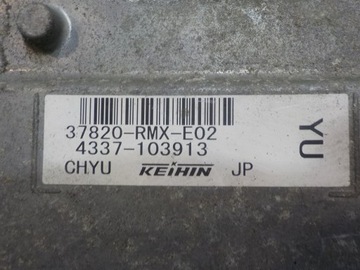 37820-RMX-E02
4337-103913
CHYU KEIHIN JP
YU